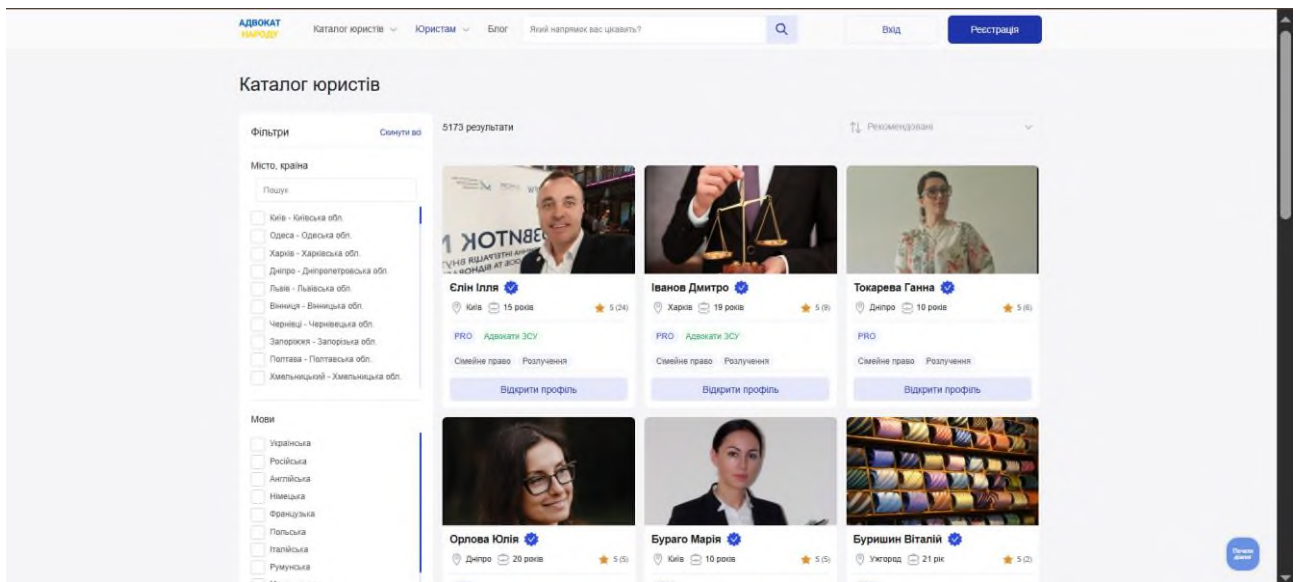 АДВОКАТ
НАРОДУ
Каталог юристів
Юристам
Блог
Який напрямок вас цікавить?
Вхід
Реєстрація
Каталог юристів
Фільтри
Скинути всі
5173 результати
Рекомендовані
Місто, країна
Пошук
Київ - Київська обл.
Одеса - Одеська обл.
Харків - Харківська обл.
Дніпро - Дніпропетровська обл.
Львів - Львівська обл.
Вінниця - Вінницька обл.
Чернівці - Чернівецька обл.
Запоріжжя - Запорізька обл.
Полтава - Полтавська обл.
Хмельницький - Хмельницька обл.
Мови
Українська
Російська
Англійська
Німецька
Французька
Польська
Італійська
Румунська
Єлін Ілля
Київ 15 років 5 (24)
PRO Адвокати ЗСУ
Сімейне право Розлучення
Відкрити профіль
Іванов Дмитро
Харків 19 років 5 (9)
PRO Адвокати ЗСУ
Сімейне право Розлучення
Відкрити профіль
Токарева Ганна
Дніпро 10 років 5 (6)
PRO
Сімейне право Розлучення
Відкрити профіль
Орлова Юлія
Дніпро 20 років 5 (5)
Бураго Марія
Київ 10 років 5 (5)
Буришин Віталій
Ужгород 21 рік 5 (2)